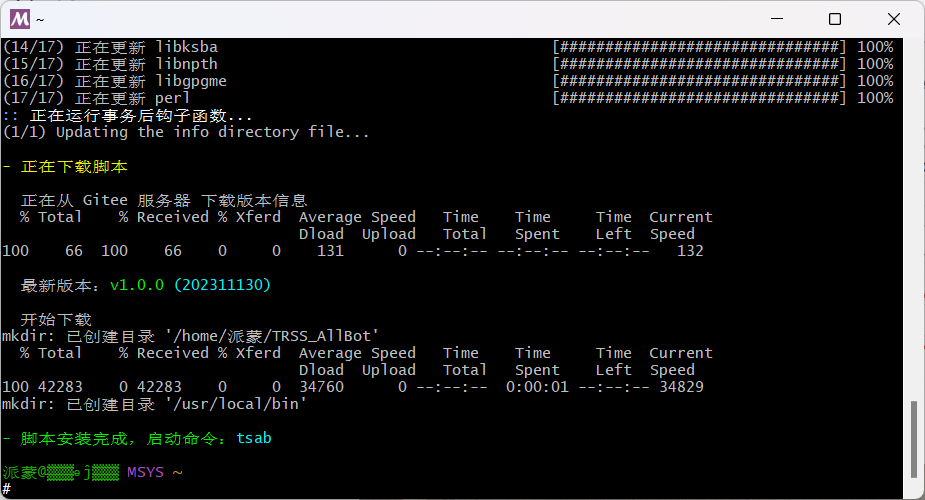 ~
(14/17) 正在更新 libksba [###############################] 100%
(15/17) 正在更新 libnpth [###############################] 100%
(16/17) 正在更新 libgpgme [###############################] 100%
(17/17) 正在更新 perl [###############################] 100%
:: 正在运行事务后钩子函数...
(1/1) Updating the info directory file...
- 正在下载脚本
正在从 Gitee 服务器 下载版本信息
% Total % Received % Xferd Average Speed Time Time Time Current
Dload Upload Total Spent Left Speed
100 66 100 66 0 0 131 0 --:--:-- --:--:-- --:--:-- 132
最新版本：v1.0.0 (202311130)
开始下载
mkdir: 已创建目录 '/home/派蒙/TRSS_AllBot'
% Total % Received % Xferd Average Speed Time Time Time Current
Dload Upload Total Spent Left Speed
100 42283 0 42283 0 0 34760 0 --:--:-- 0:00:01 --:--:-- 34829
mkdir: 已创建目录 '/usr/local/bin'
- 脚本安装完成，启动命令：tsab
派蒙@ MSYS ~
#